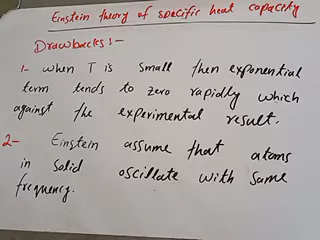 Einstein theory of specific heat capacity
Drawbacks:-
1- when T is small then exponential
term tends to zero rapidly which
against the experimental result.
2- Einstein assume that atoms
in solid oscillate with same
frequency.